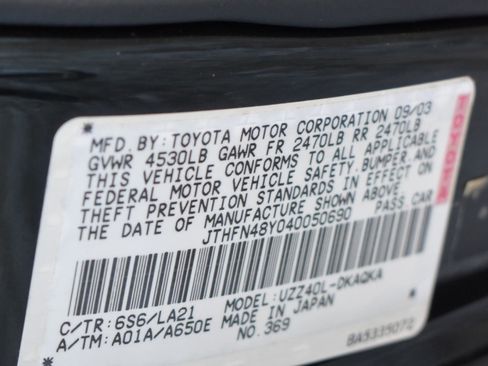 MFD. BY: TOYOTA MOTOR CORPORATION 09/03
GVWR 4530LB GAWR FR 2470LB RR 2470LB
THIS VEHICLE CONFORMS TO ALL APPLICABLE
FEDERAL MOTOR VEHICLE SAFETY, BUMPER, AND
THEFT PREVENTION STANDARDS IN EFFECT ON
THE DATE OF MANUFACTURE SHOWN ABOVE.
JTHFN48Y040050690 PASS.CAR
C/TR: 6S6/LA21 MODEL: UZZ40L-DKAQKA
A/TM: A01A/A650E MADE IN JAPAN
NO.369 BA5335072